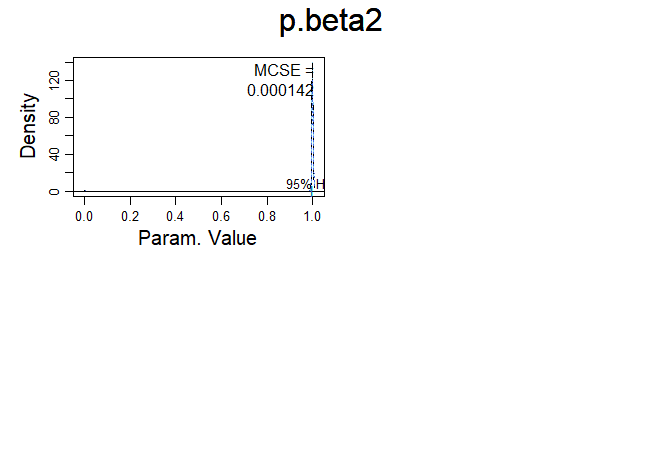 p.beta2
MCSE =
0.000142
95% H
Density
0
40
80
120
0.0 0.2 0.4 0.6 0.8 1.0
Param. Value